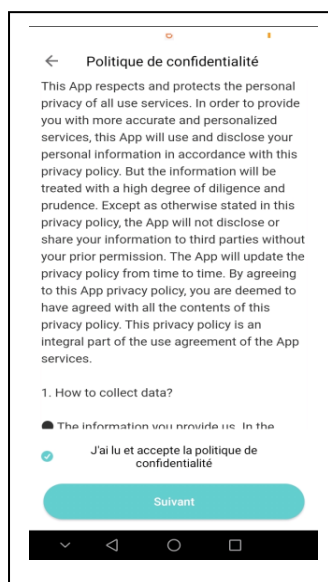 Politique de confidentialité
This App respects and protects the personal
privacy of all use services. In order to provide
you with more accurate and personalized
services, this App will use and disclose your
personal information in accordance with this
privacy policy. But the information will be
treated with a high degree of diligence and
prudence. Except as otherwise stated in this
privacy policy, the App will not disclose or
share your information to third parties without
your prior permission. The App will update the
privacy policy from time to time. By agreeing
to this App privacy policy, you are deemed to
have agreed with all the contents of this
privacy policy. This privacy policy is an
integral part of the use agreement of the App
services.
1. How to collect data?
● The information you provide us. In the
J'ai lu et accepte la politique de
confidentialité
Suivant